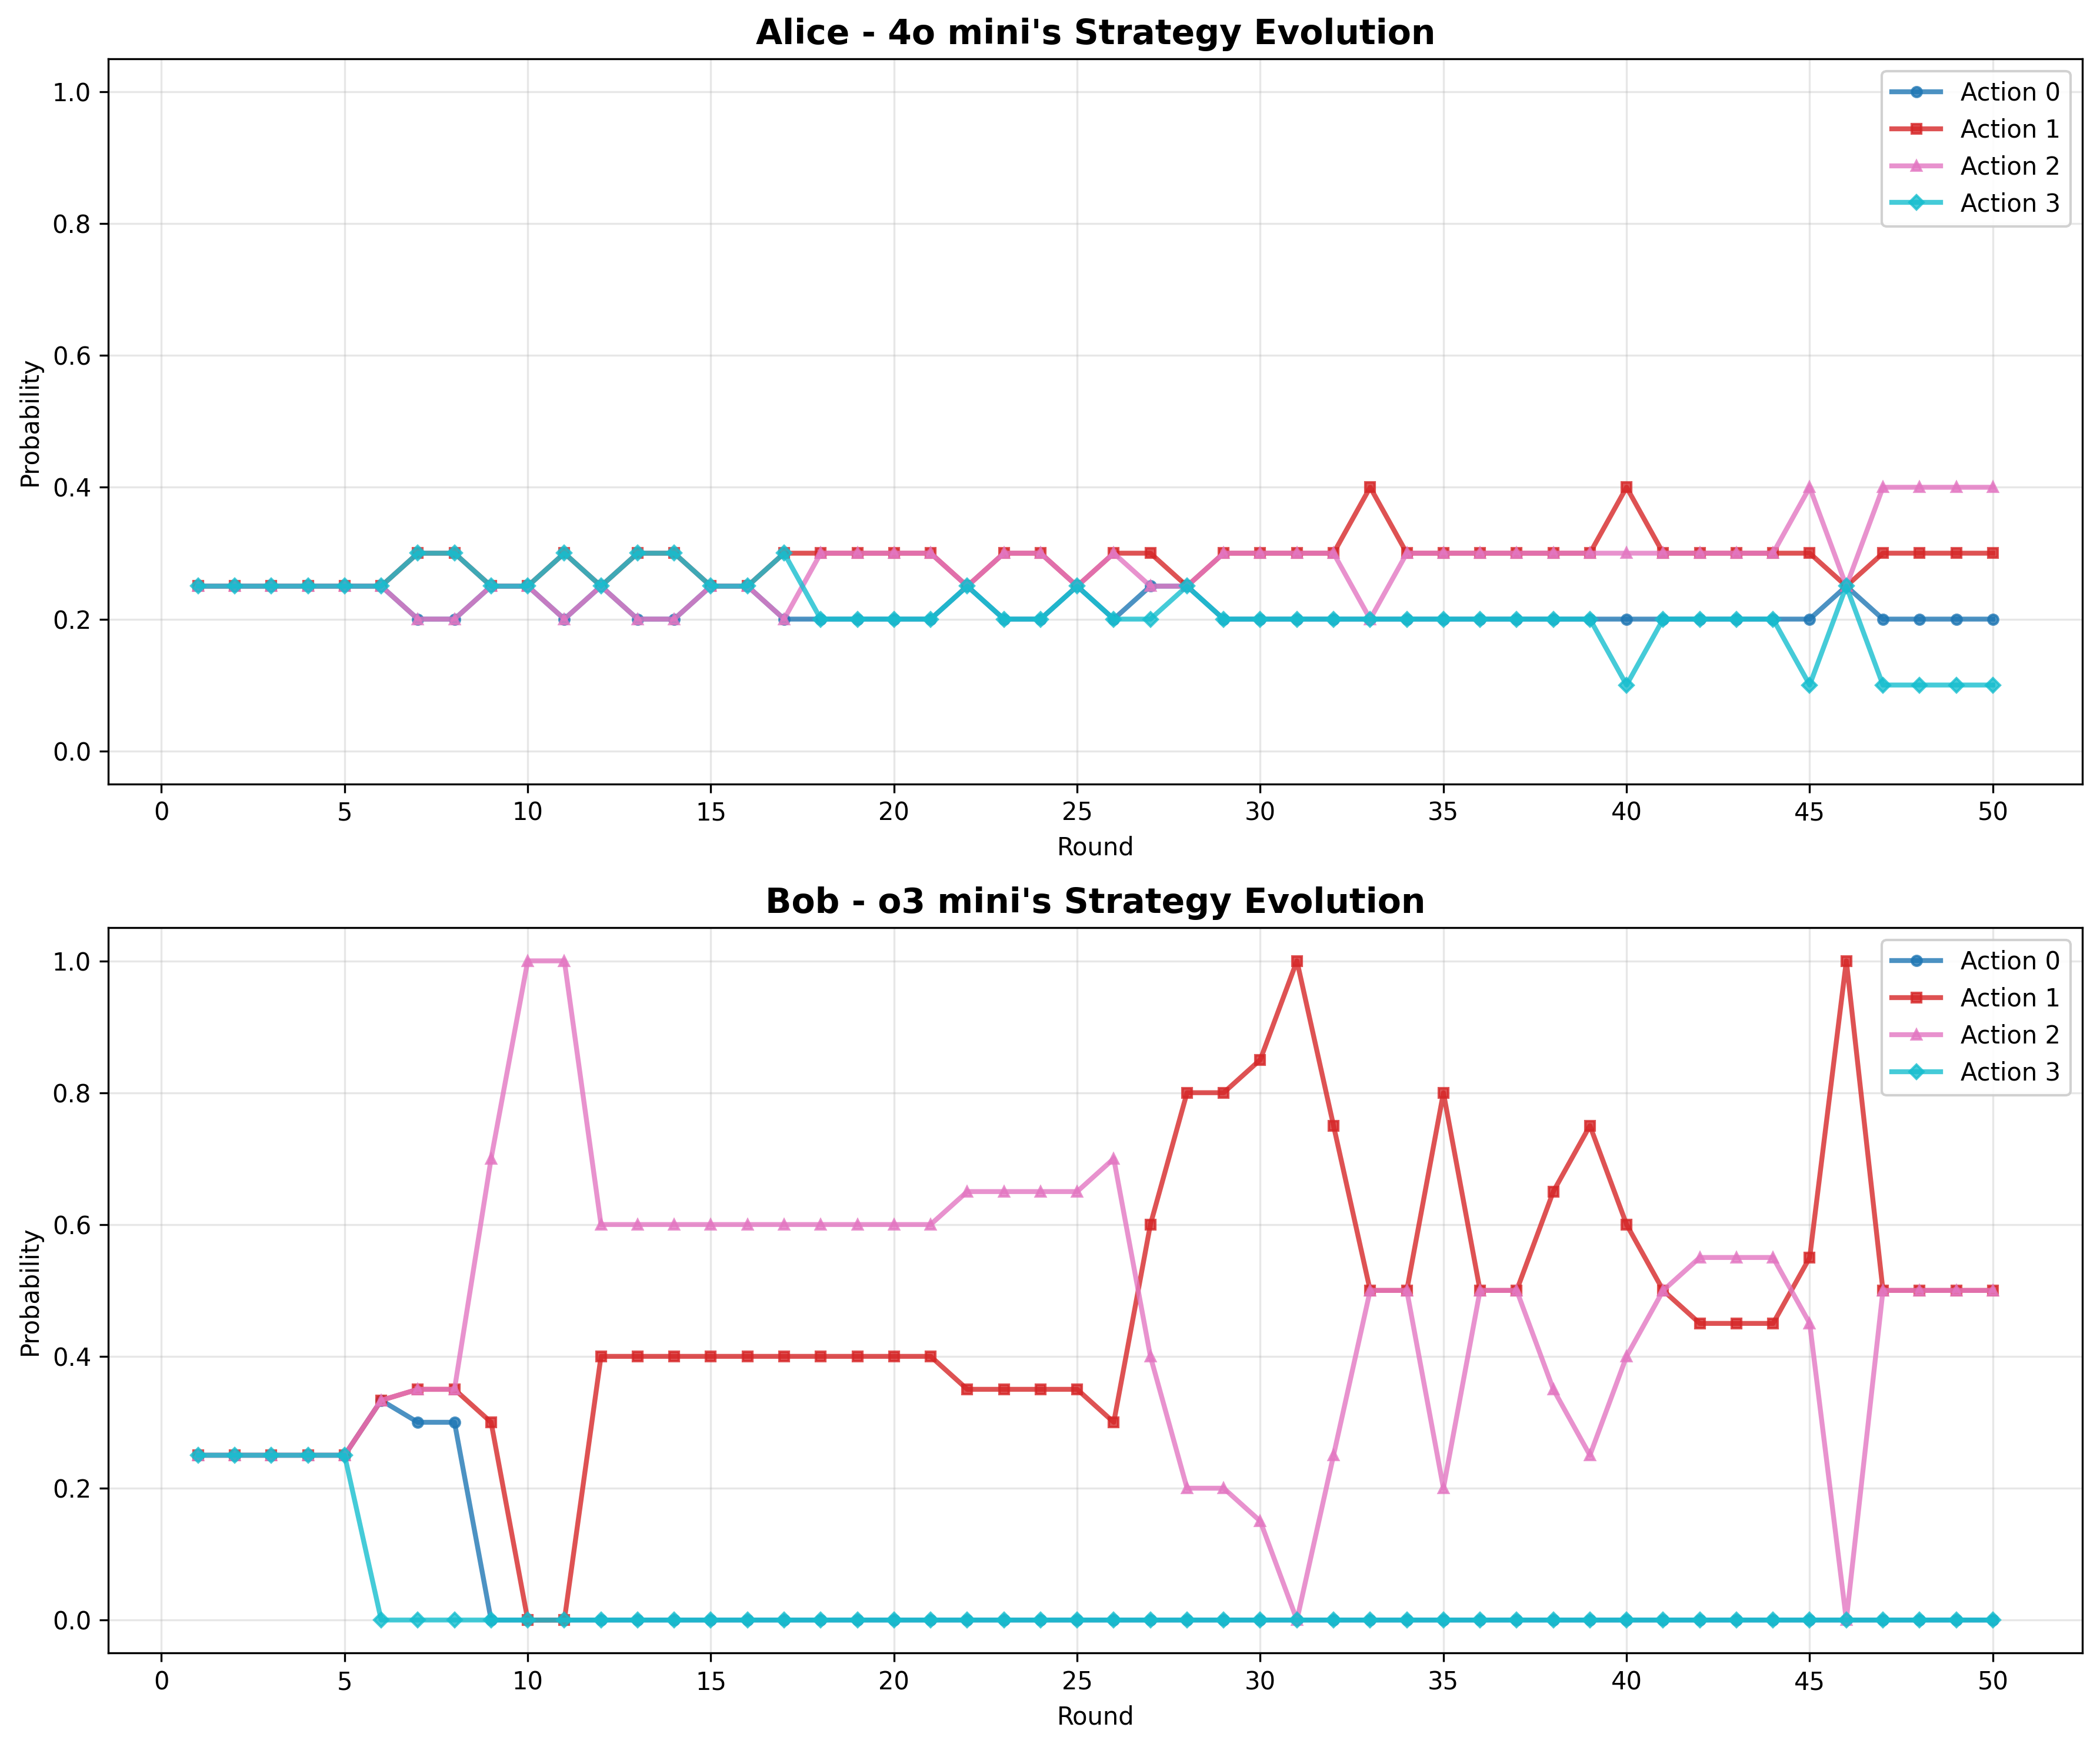 Alice - 4o mini's Strategy Evolution
1.0
0.8
0.6
0.4
0.2
0.0
Probability
Action 0
Action 1
Action 2
Action 3
0 5 10 15 20 25 30 35 40 45 50
Round
Bob - o3 mini's Strategy Evolution
1.0
0.8
0.6
0.4
0.2
0.0
Probability
Action 0
Action 1
Action 2
Action 3
0 5 10 15 20 25 30 35 40 45 50
Round